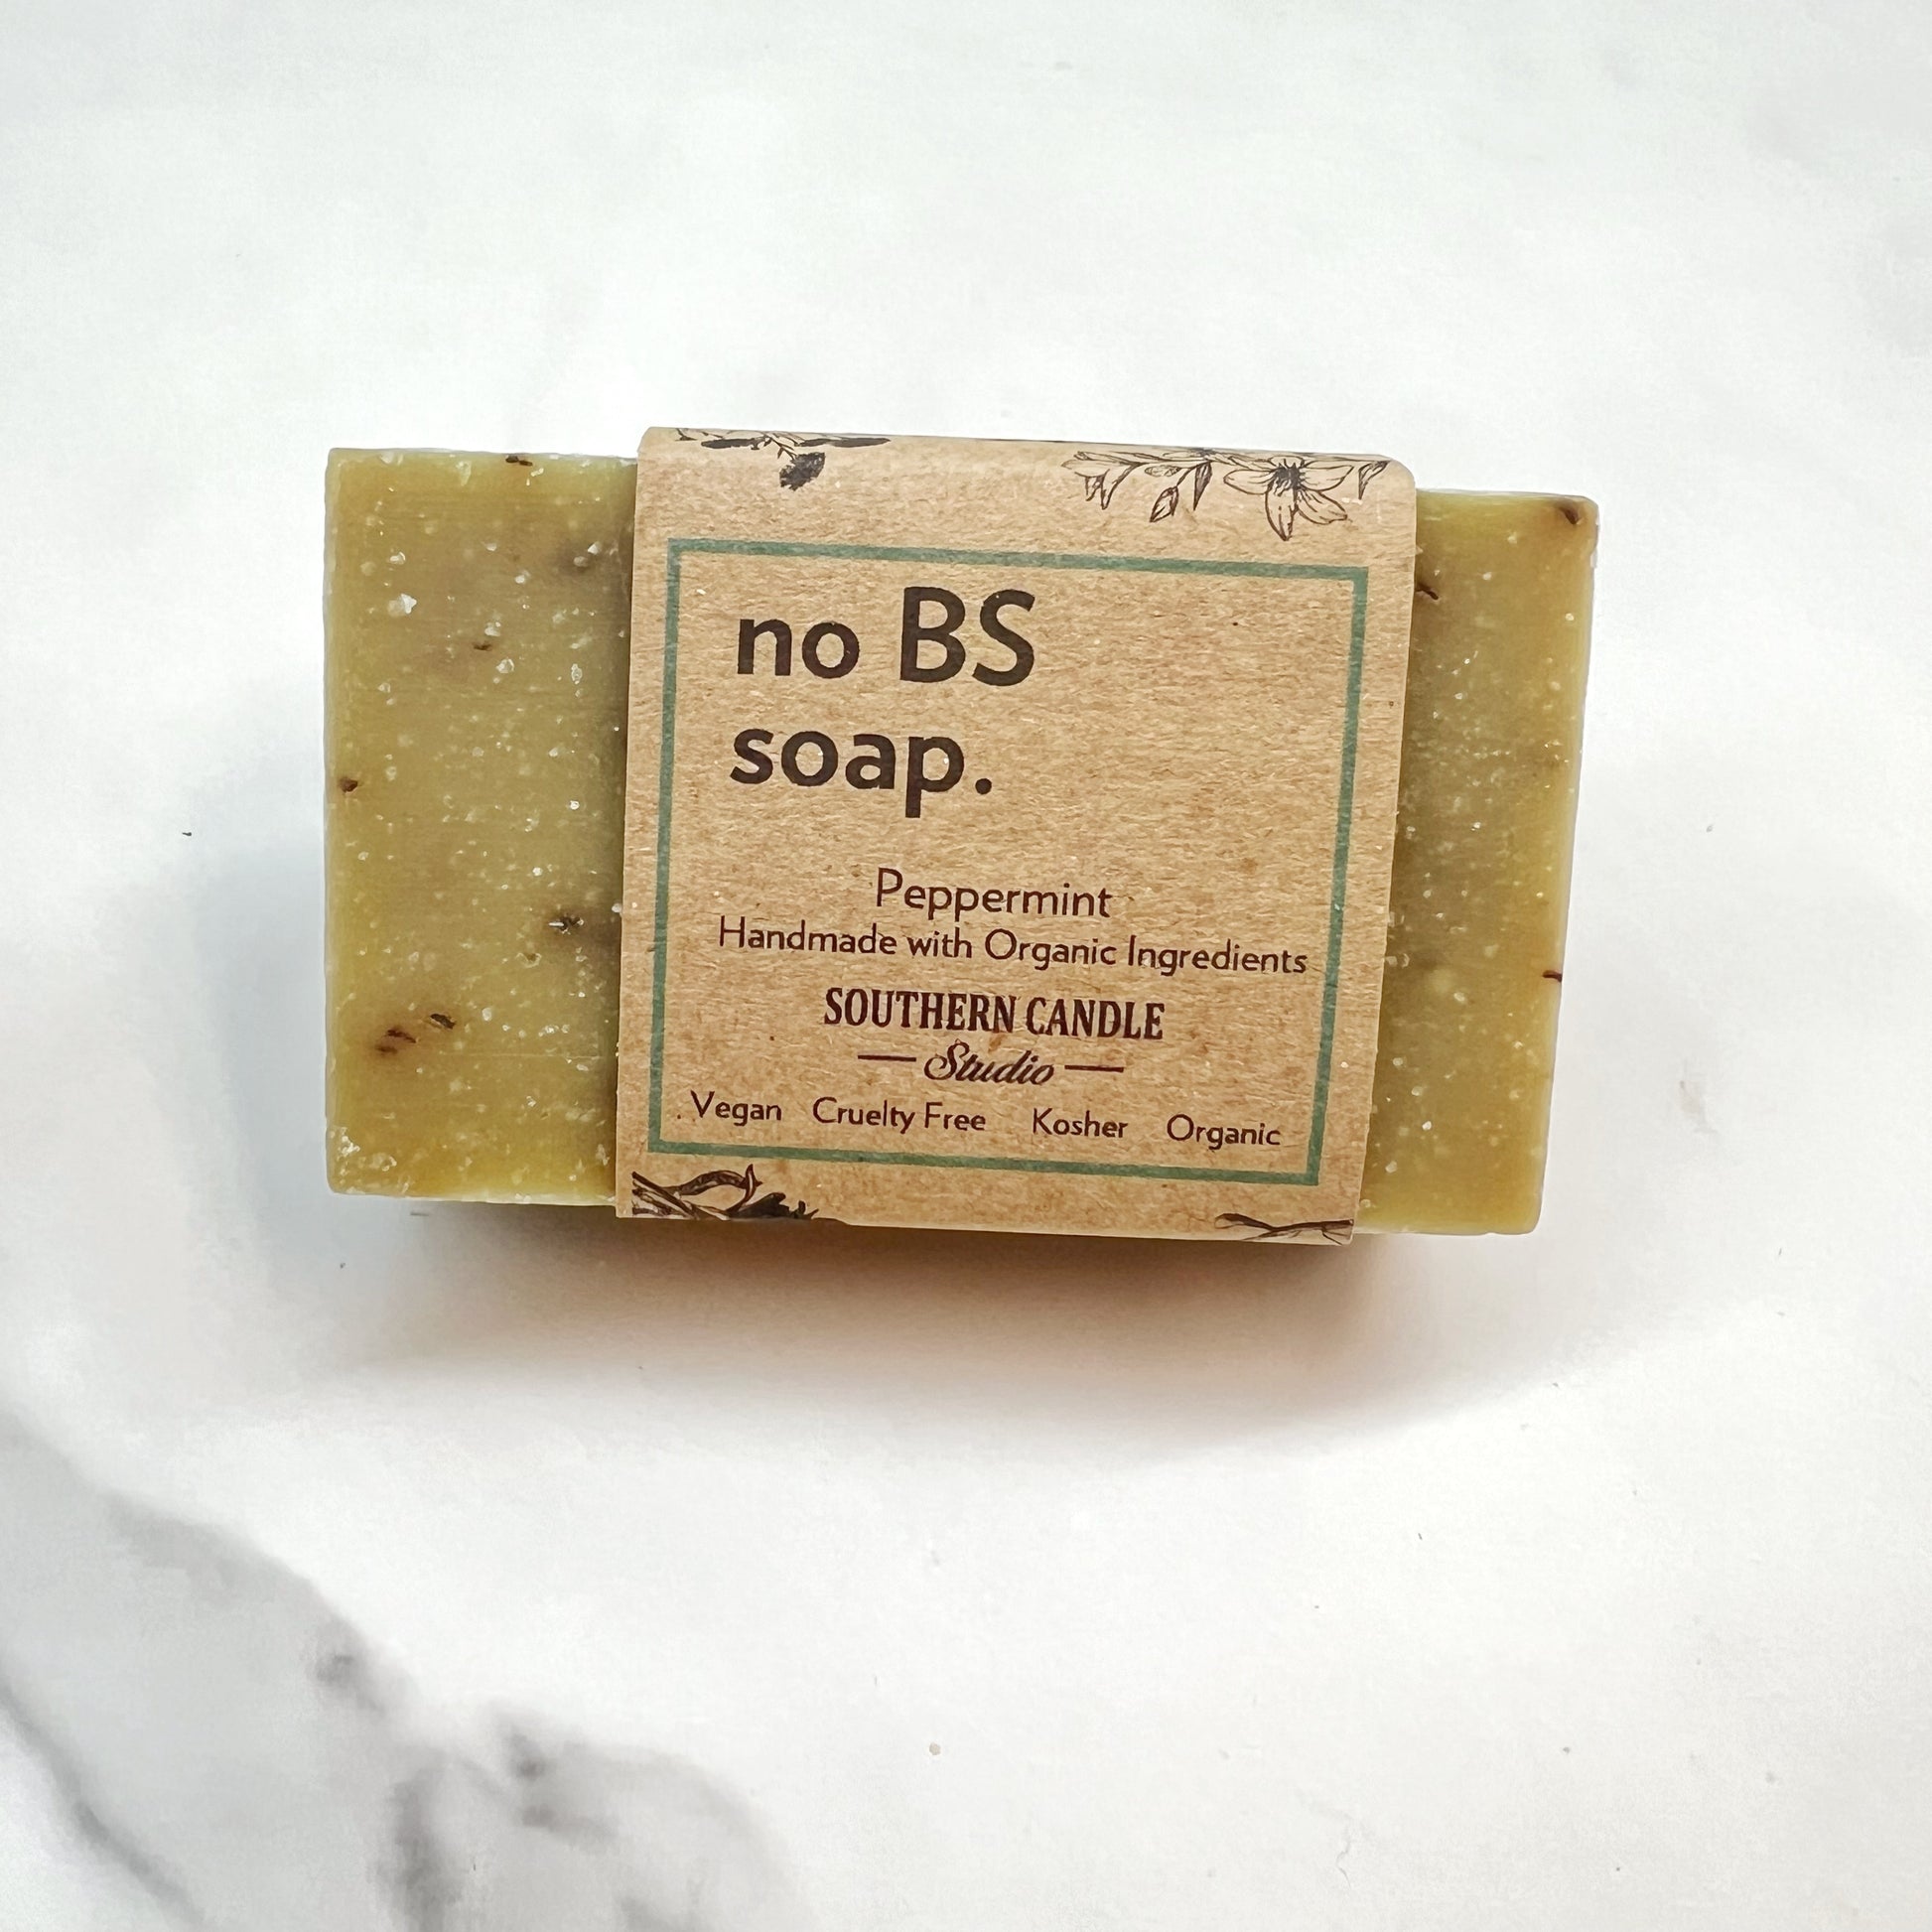 no BS
soap.
Peppermint
Handmade with Organic Ingredients
SOUTHERN CANDLE
Studio
Vegan Cruelty Free Kosher Organic